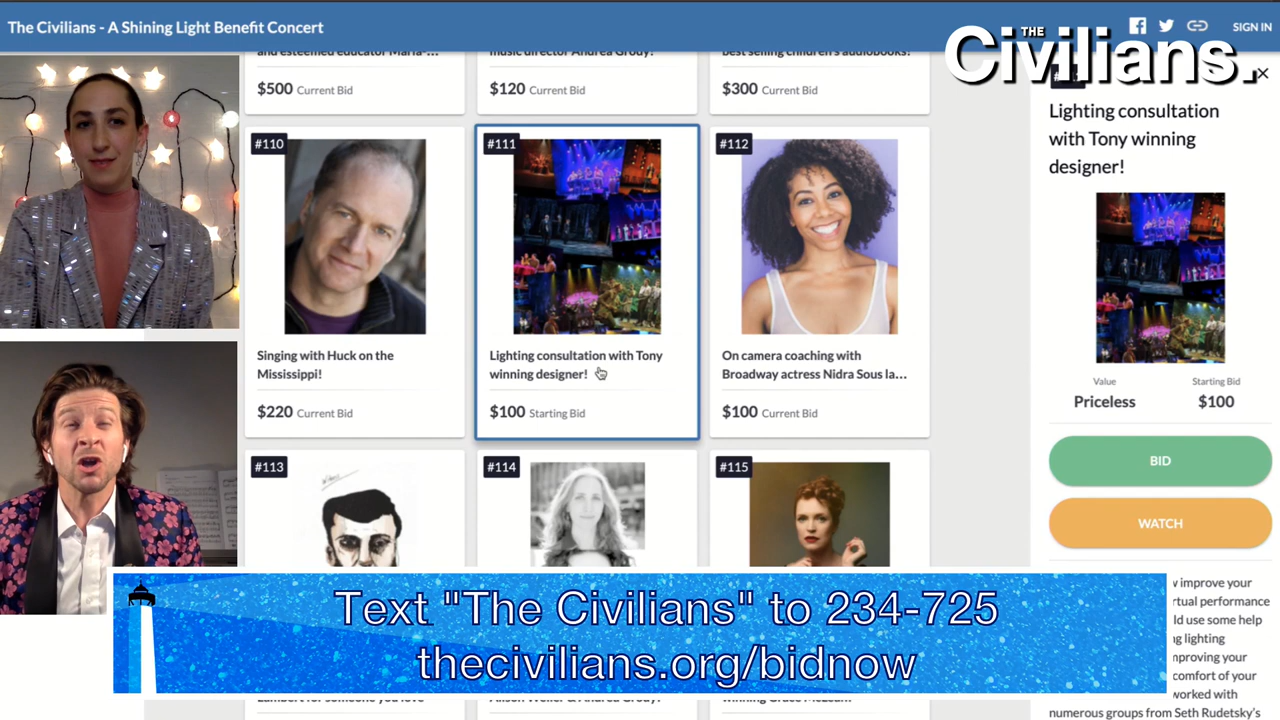 The Civilians - A Shining Light Benefit Concert
SIGN IN
THE
Civilians.
and esteemed educator Maria-...
music director Andrea Grody!
best selling children's audiobooks!
$500 Current Bid
$120 Current Bid
$300 Current Bid
#110
#111
#112
Singing with Huck on the
Mississippi!
Lighting consultation with Tony
winning designer!
On camera coaching with
Broadway actress Nidra Sous la...
$220 Current Bid
$100 Starting Bid
$100 Current Bid
#113
#114
#115
Lighting consultation
with Tony winning
designer!
Value
Starting Bid
Priceless
$100
BID
WATCH
improve your
rtual performance
ld use some help
ng lighting
mproving your
comfort of your
worked with
numerous groups from Seth Rudetsky's
Text "The Civilians" to 234-725
thecivilians.org/bidnow